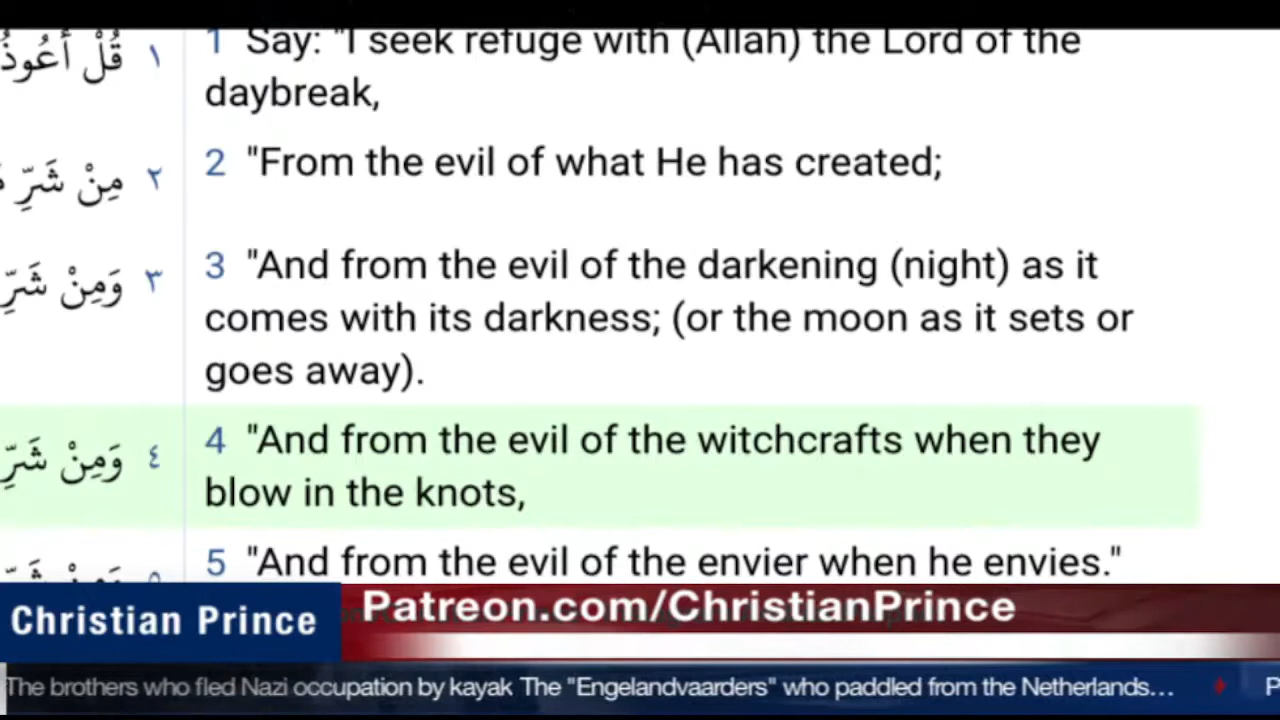 1 Say: "I seek refuge with (Allah) the Lord of the
daybreak,
١ قُلْ أَعُوذُ
2 "From the evil of what He has created;
٢ مِنْ شَرِّ
3 "And from the evil of the darkening (night) as it
comes with its darkness; (or the moon as it sets or
goes away).
٣ وَمِنْ شَرِّ
4 "And from the evil of the witchcrafts when they
blow in the knots,
٤ وَمِنْ شَرِّ
5 "And from the evil of the envier when he envies."
٥ وَمِنْ شَرِّ
Christian Prince
Patreon.com/ChristianPrince
The brothers who fled Nazi occupation by kayak The "Engelandvaarders" who paddled from the Netherlands... P